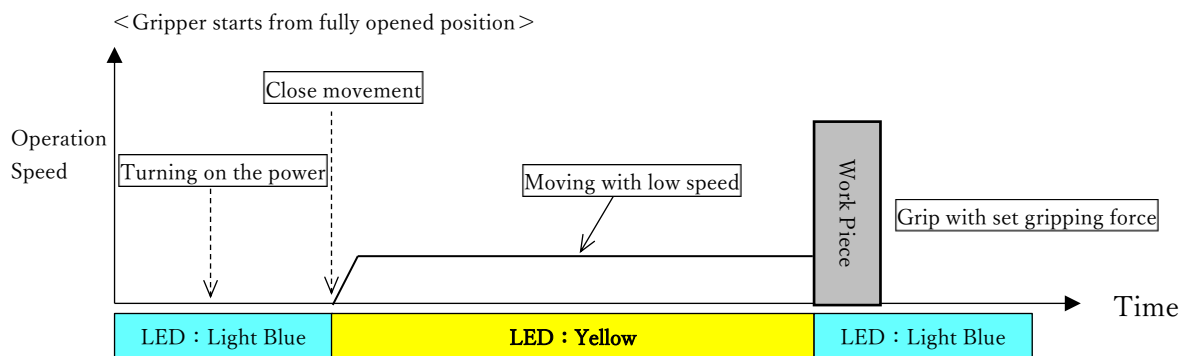 ＜Gripper starts from fully opened position＞
Close movement
Operation
Speed
Turning on the power
Moving with low speed
Work Piece
Grip with set gripping force
Time
LED：Light Blue
LED：Yellow
LED：Light Blue